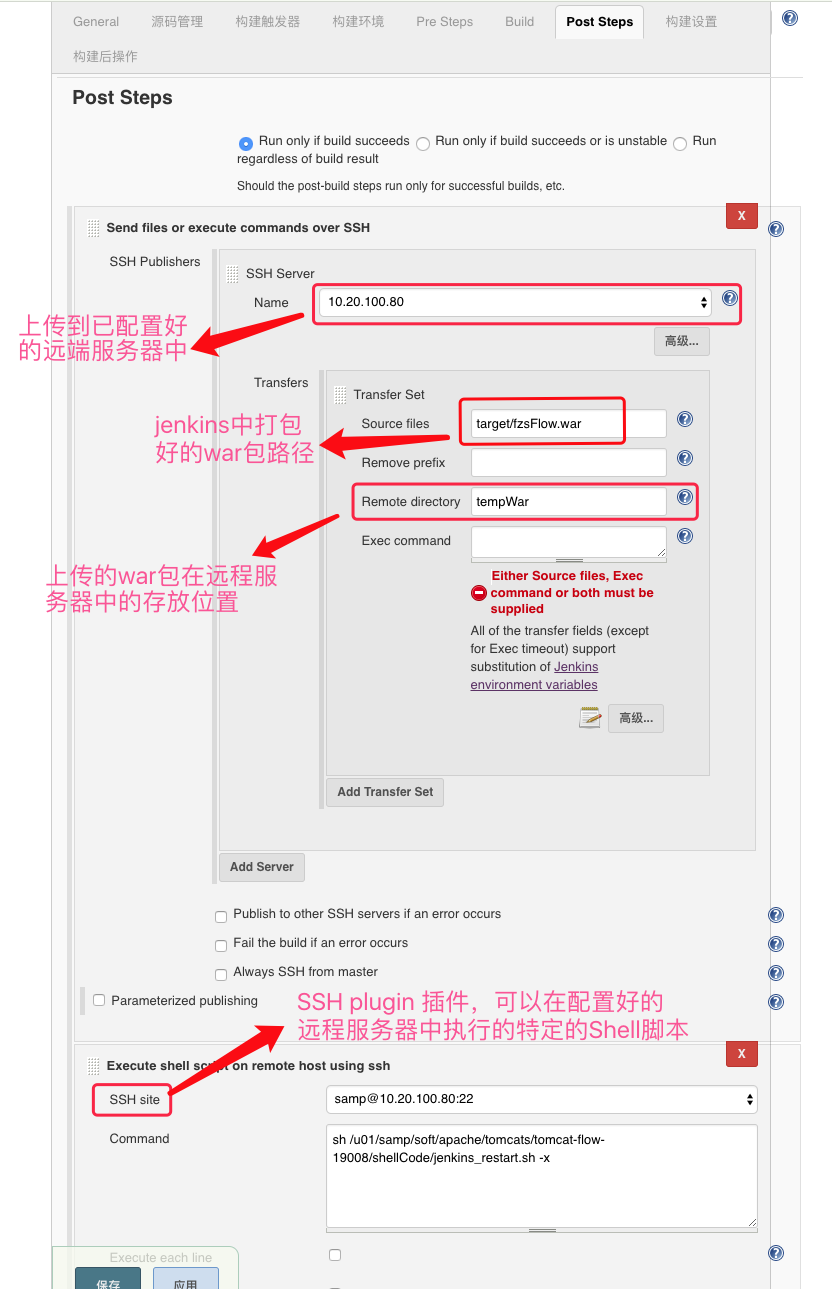 General 源码管理 构建触发器 构建环境 Pre Steps Build Post Steps 构建设置
构建后操作
Post Steps
Run only if build succeeds Run only if build succeeds or is unstable Run
regardless of build result
Should the post-build steps run only for successful builds, etc.
X
Send files or execute commands over SSH
SSH Publishers
SSH Server
Name 10.20.100.80
上传到已配置好
的远端服务器中
高级...
Transfers
Transfer Set
jenkins中打包
好的war包路径
Source files target/fzsFlow.war
Remove prefix
Remote directory tempWar
Exec command
上传的war包在远程服
务器中的存放位置
Either Source files, Exec
command or both must be
supplied
All of the transfer fields (except
for Exec timeout) support
substitution of Jenkins
environment variables
高级...
Add Transfer Set
Add Server
Publish to other SSH servers if an error occurs
Fail the build if an error occurs
Always SSH from master
Parameterized publishing
SSH plugin 插件，可以在配置好的
远程服务器中执行的特定的Shell脚本
X
Execute shell script on remote host using ssh
SSH site samp@10.20.100.80:22
Command
sh /u01/samp/soft/apache/tomcats/tomcat-flow-
19008/shellCode/jenkins_restart.sh -x
Execute each line
保存 应用